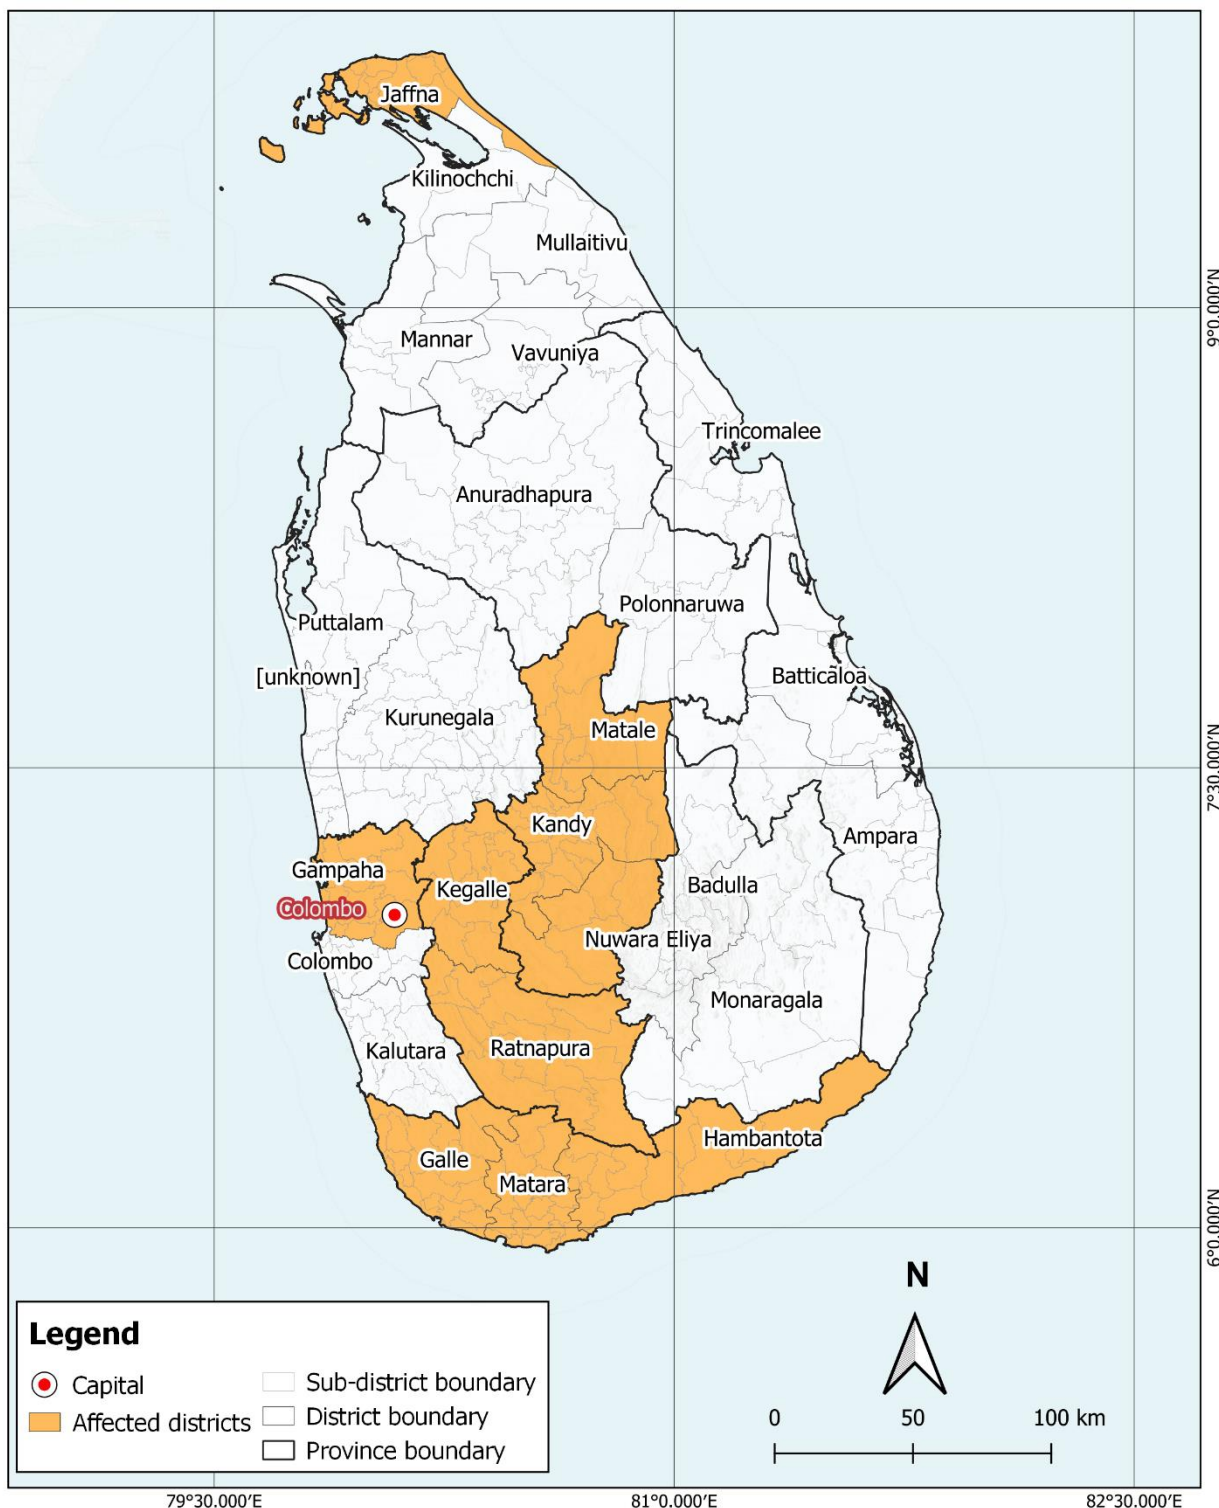 Jaffna
Kilinochchi
Mullaitivu
9°0.000′N
Mannar
Vavuniya
Trincomalee
Anuradhapura
Polonnaruwa
Puttalam
[unknown]
Batticaloa
Kurunegala
Matale
7°30.000′N
Kandy
Ampara
Gampaha
Kegalle
Badulla
Colombo
Nuwara Eliya
Colombo
Monaragala
Kalutara
Ratnapura
Hambantota
Galle
Matara
6°0.000′N
N
Legend
Capital
Affected districts
Sub-district boundary
District boundary
Province boundary
0 50 100 km
79°30.000′E 81°0.000′E 82°30.000′E